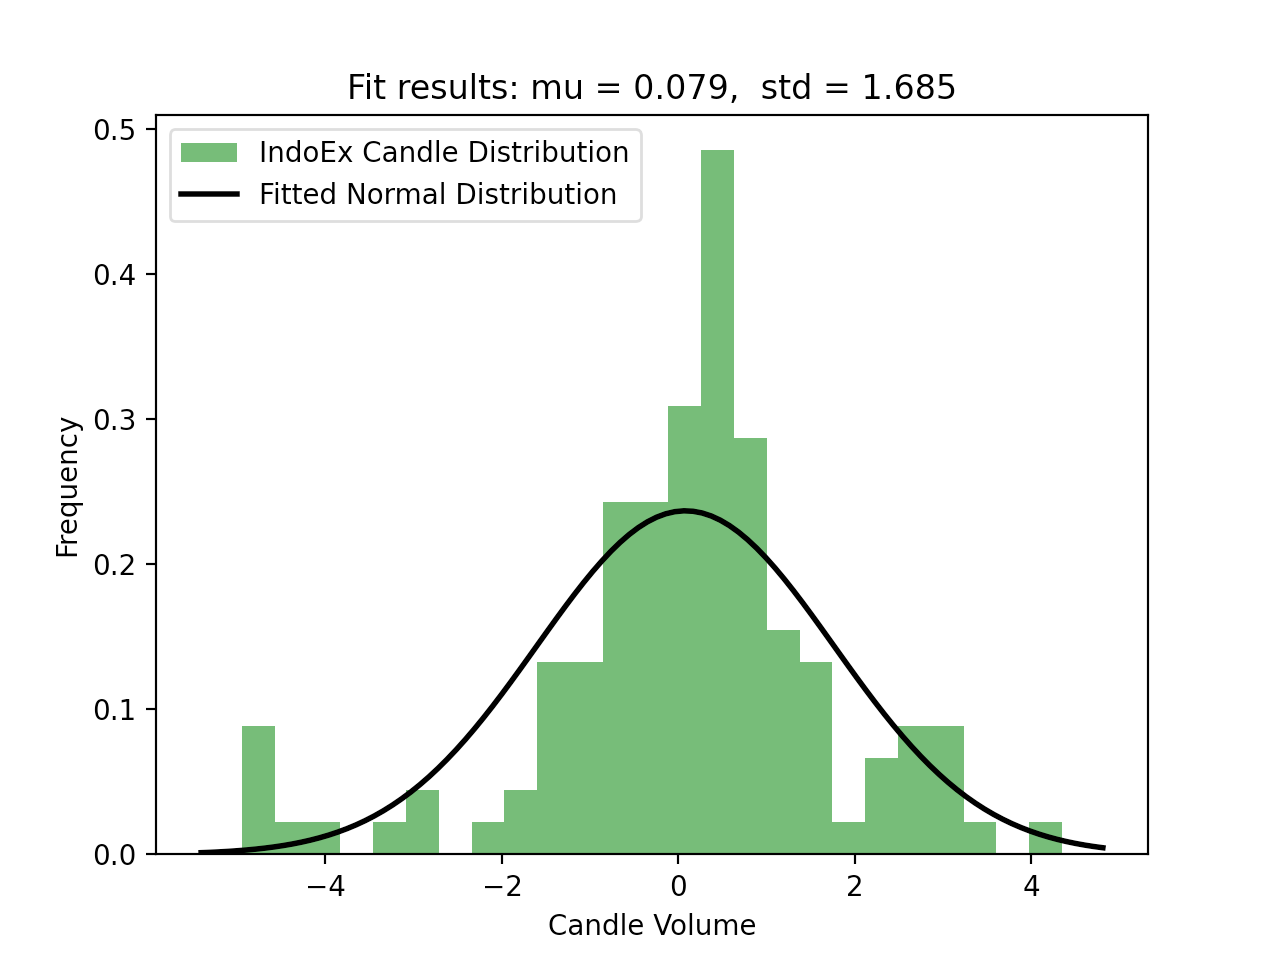 Fit results: mu = 0.079,  std = 1.685
IndoEx Candle Distribution
Fitted Normal Distribution
Frequency
0.5
0.4
0.3
0.2
0.1
0.0
−4 −2 0 2 4
Candle Volume